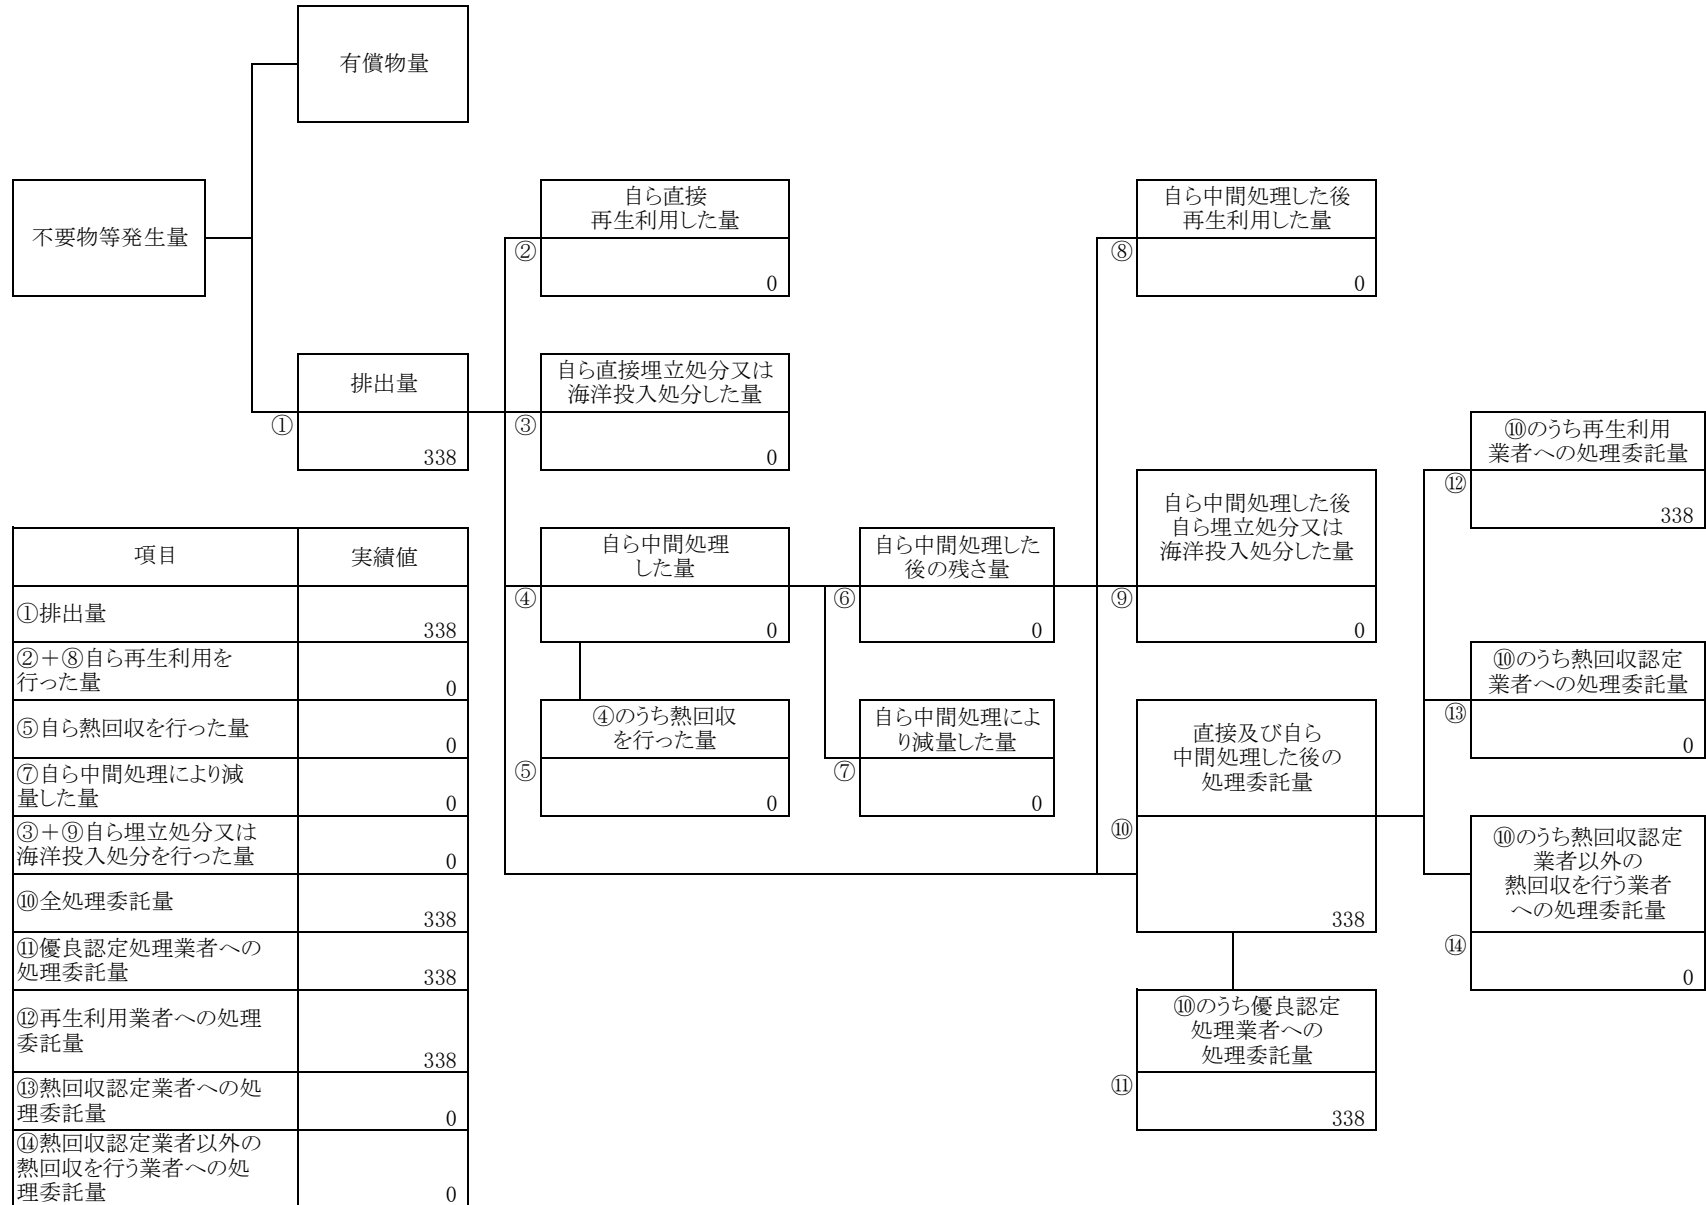 有償物量
不要物等発生量
自ら直接
再生利用した量
②
0
自ら中間処理した後
再生利用した量
⑧
0
排出量
①
338
自ら直接埋立処分又は
海洋投入処分した量
③
0
⑩のうち再生利用
業者への処理委託量
⑫
338
自ら中間処理
した量
④
0
自ら中間処理した
後の残さ量
⑥
0
自ら中間処理した後
自ら埋立処分又は
海洋投入処分した量
⑨
0
⑩のうち熱回収認定
業者への処理委託量
⑬
0
④のうち熱回収
を行った量
⑤
0
自ら中間処理によ
り減量した量
⑦
0
直接及び自ら
中間処理した後の
処理委託量
⑩
338
⑩のうち熱回収認定
業者以外の
熱回収を行う業者
への処理委託量
⑭
0
⑩のうち優良認定
処理業者への
処理委託量
⑪
338
項目 実績値
①排出量
338
②＋⑧自ら再生利用を
行った量 0
⑤自ら熱回収を行った量
0
⑦自ら中間処理により減
量した量 0
③＋⑨自ら埋立処分又は
海洋投入処分を行った量 0
⑩全処理委託量
338
⑪優良認定処理業者への
処理委託量 338
⑫再生利用業者への処理
委託量
338
⑬熱回収認定業者への処
理委託量 0
⑭熱回収認定業者以外の
熱回収を行う業者への処
理委託量 0